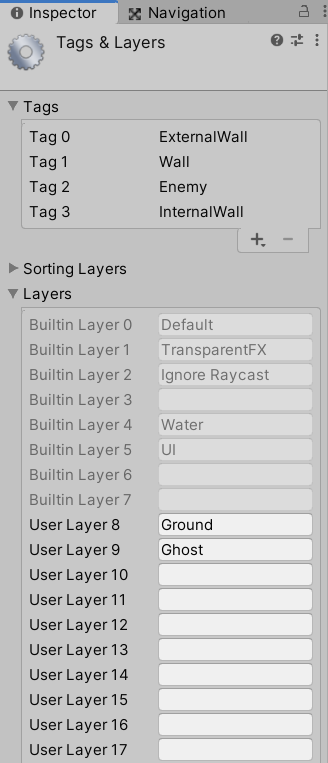 Inspector Navigation
Tags & Layers
Tags
Tag 0 ExternalWall
Tag 1 Wall
Tag 2 Enemy
Tag 3 InternalWall
Sorting Layers
Layers
Builtin Layer 0 Default
Builtin Layer 1 TransparentFX
Builtin Layer 2 Ignore Raycast
Builtin Layer 3
Builtin Layer 4 Water
Builtin Layer 5 UI
Builtin Layer 6
Builtin Layer 7
User Layer 8 Ground
User Layer 9 Ghost
User Layer 10
User Layer 11
User Layer 12
User Layer 13
User Layer 14
User Layer 15
User Layer 16
User Layer 17